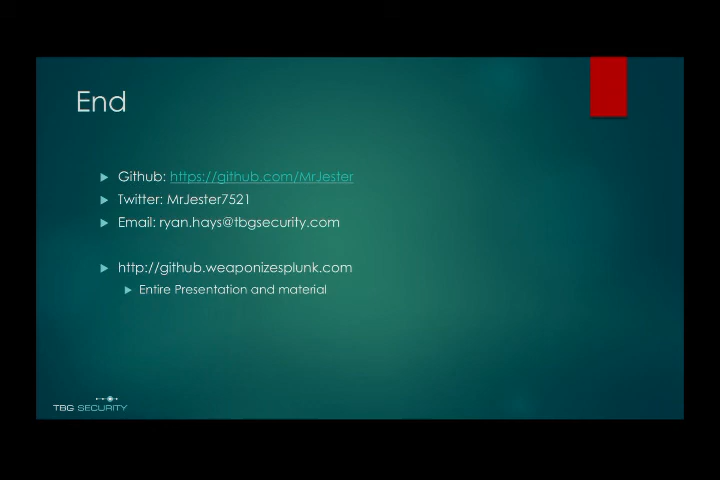 End
Github: https://github.com/MrJester
Twitter: MrJester7521
Email: ryan.hays@tbgsecurity.com
http://github.weaponizesplunk.com
Entire Presentation and material
TBG SECURITY